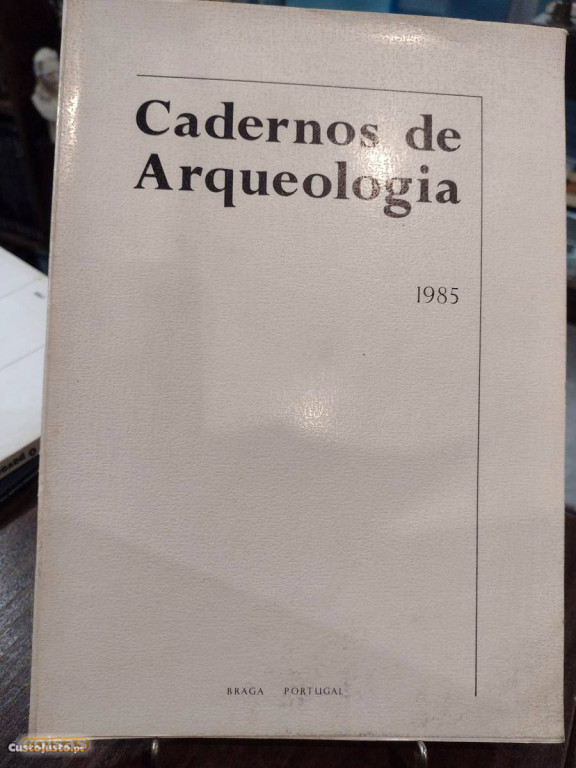 Cadernos de
Arqueologia
1985
BRAGA PORTUGAL
CustoJusto.pt